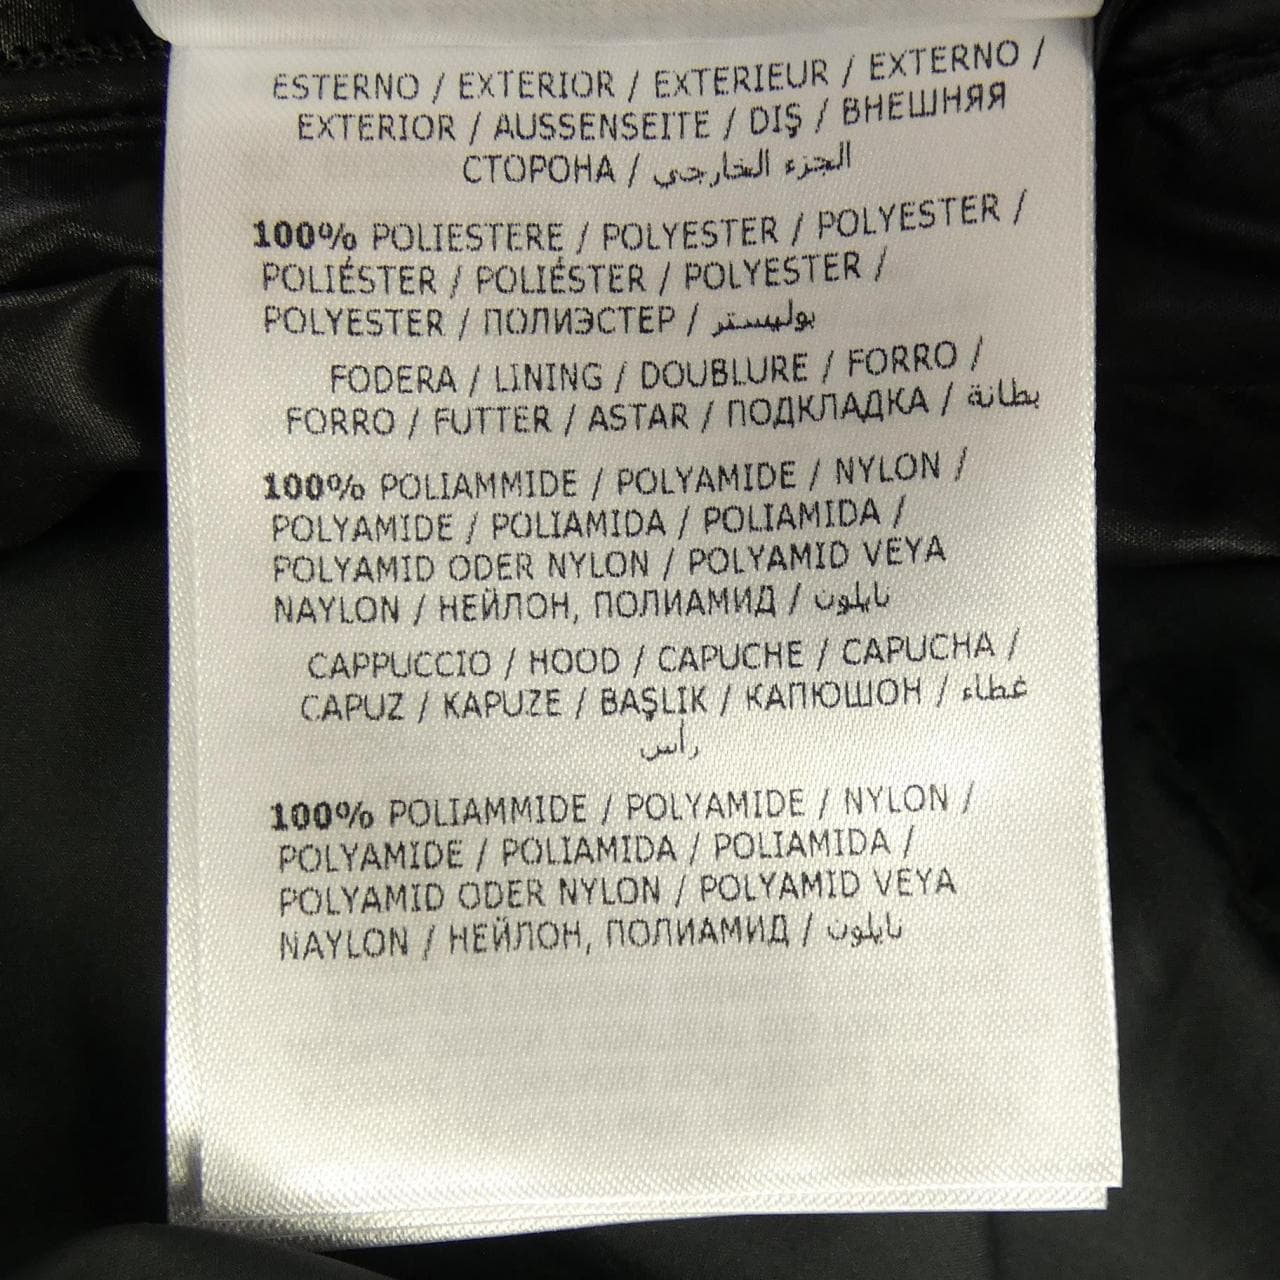 ESTERNO / EXTERIOR / EXTERIEUR / EXTERNO /
EXTERIOR / AUSSENSEITE / DIŞ / ВНЕШНЯЯ
СТОРОНА / الجزء الخارجي
100% POLIESTERE / POLYESTER / POLYESTER /
POLIÉSTER / POLIÉSTER / POLYESTER /
POLYESTER / ПОЛИЭСТЕР / بوليستر
FODERA / LINING / DOUBLURE / FORRO /
FORRO / FUTTER / ASTAR / ПОДКЛАДКА / بطانة
100% POLIAMMIDE / POLYAMIDE / NYLON /
POLYAMIDE / POLIAMIDA / POLIAMIDA /
POLYAMID ODER NYLON / POLYAMID VEYA
NAYLON / НЕЙЛОН, ПОЛИАМИД / نايلون
CAPPUCCIO / HOOD / CAPUCHE / CAPUCHA /
CAPUZ / KAPUZE / BAŞLIK / КАПЮШОН / غطاء
رأس
100% POLIAMMIDE / POLYAMIDE / NYLON /
POLYAMIDE / POLIAMIDA / POLIAMIDA /
POLYAMID ODER NYLON / POLYAMID VEYA
NAYLON / НЕЙЛОН, ПОЛИАМИД / نايلون